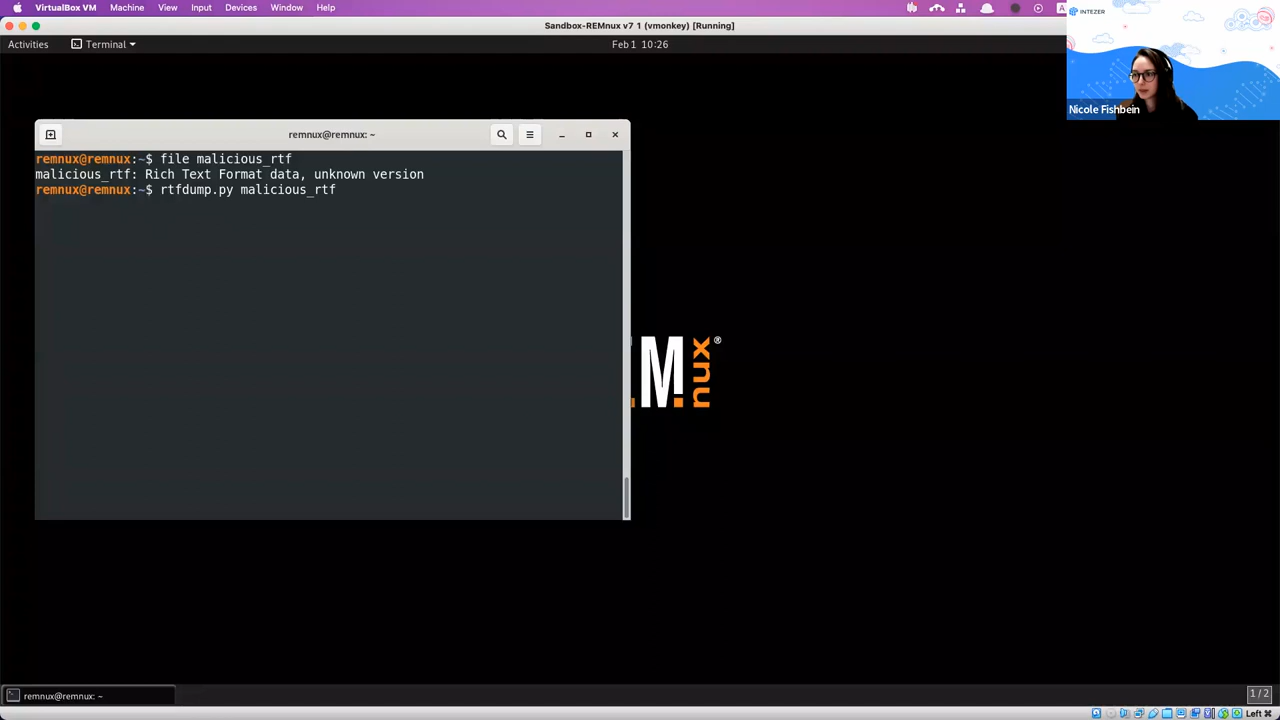 VirtualBox VM Machine View Input Devices Window Help
Sandbox-REMnux v7 1 (vmonkey) [Running]
Activities Terminal Feb 1 10:26
INTEZER
Nicole Fishbein
remnux@remnux: ~
remnux@remnux:~$ file malicious_rtf
malicious_rtf: Rich Text Format data, unknown version
remnux@remnux:~$ rtfdump.py malicious_rtf
M nux ®
remnux@remnux: ~
1 / 2
Left ⌘